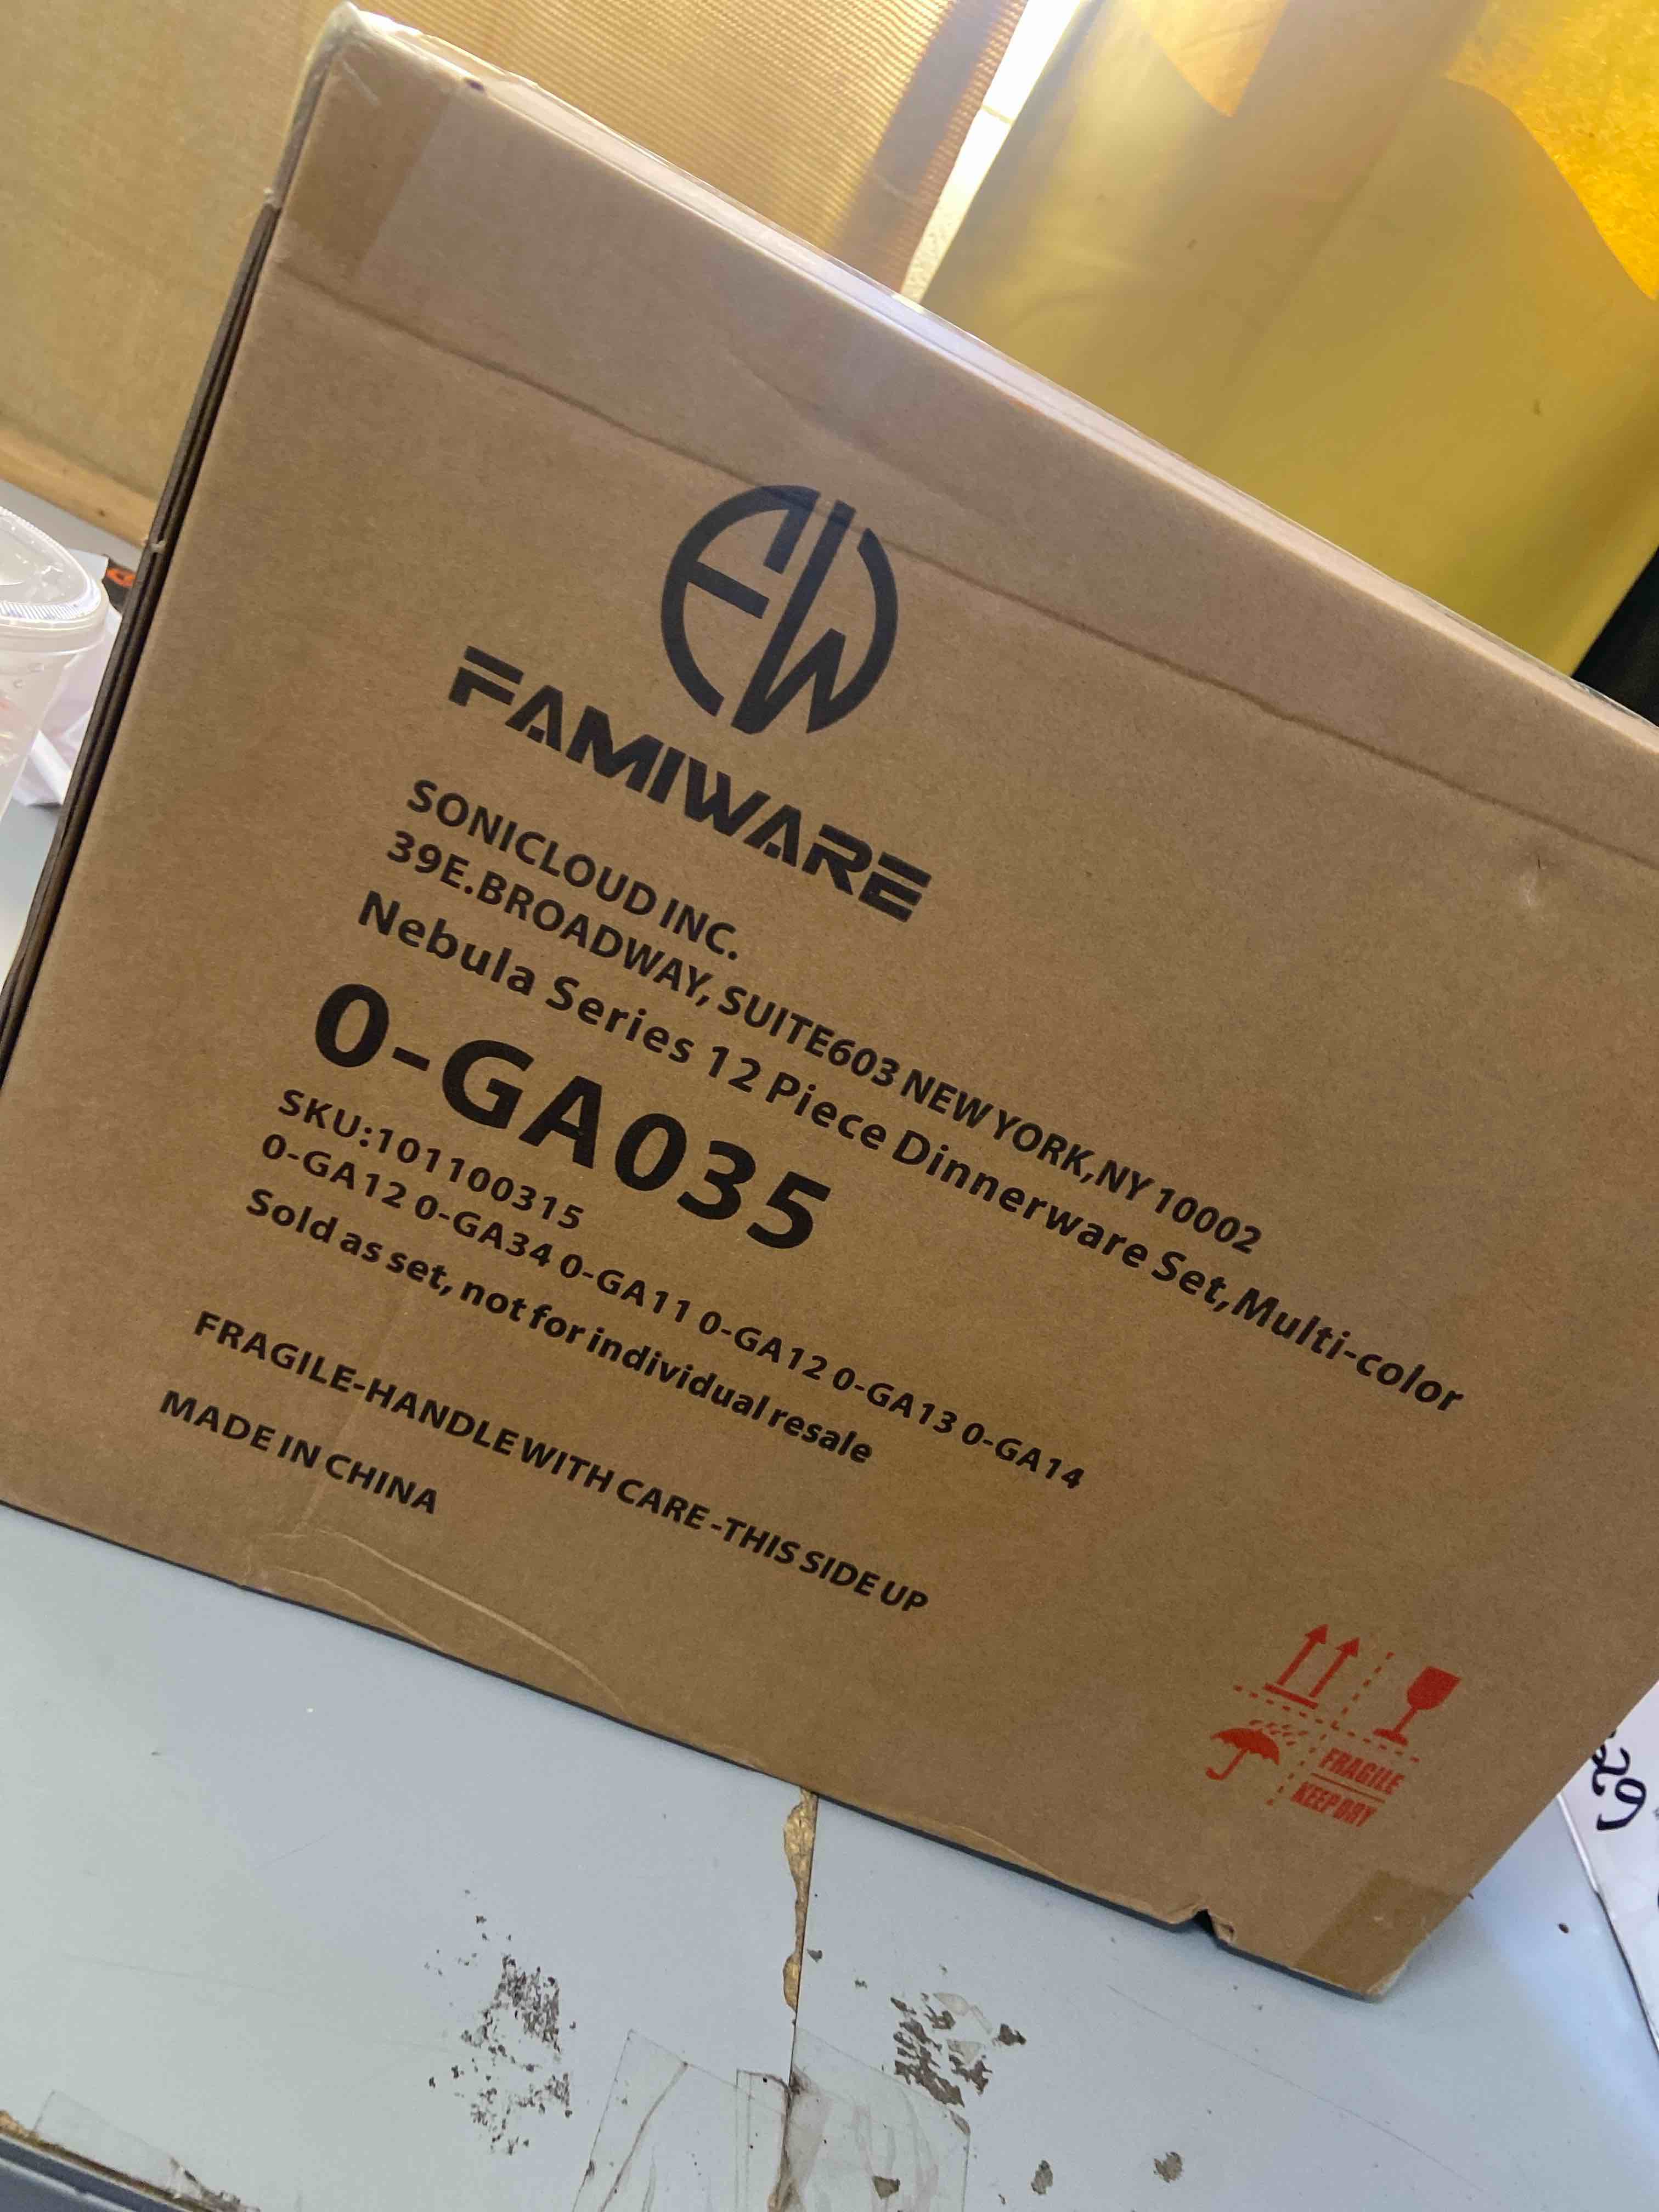 FW
FAMIWARE
SONICLOUD INC.
39E.BROADWAY, SUITE603 NEW YORK,NY 10002
Nebula Series 12 Piece Dinnerware Set,Multi-color
0-GA035
SKU:101100315
0-GA12 0-GA34 0-GA11 0-GA12 0-GA13 0-GA14
Sold as set, not for individual resale
FRAGILE-HANDLE WITH CARE -THIS SIDE UP
MADE IN CHINA
FRAGILE
KEEP DRY